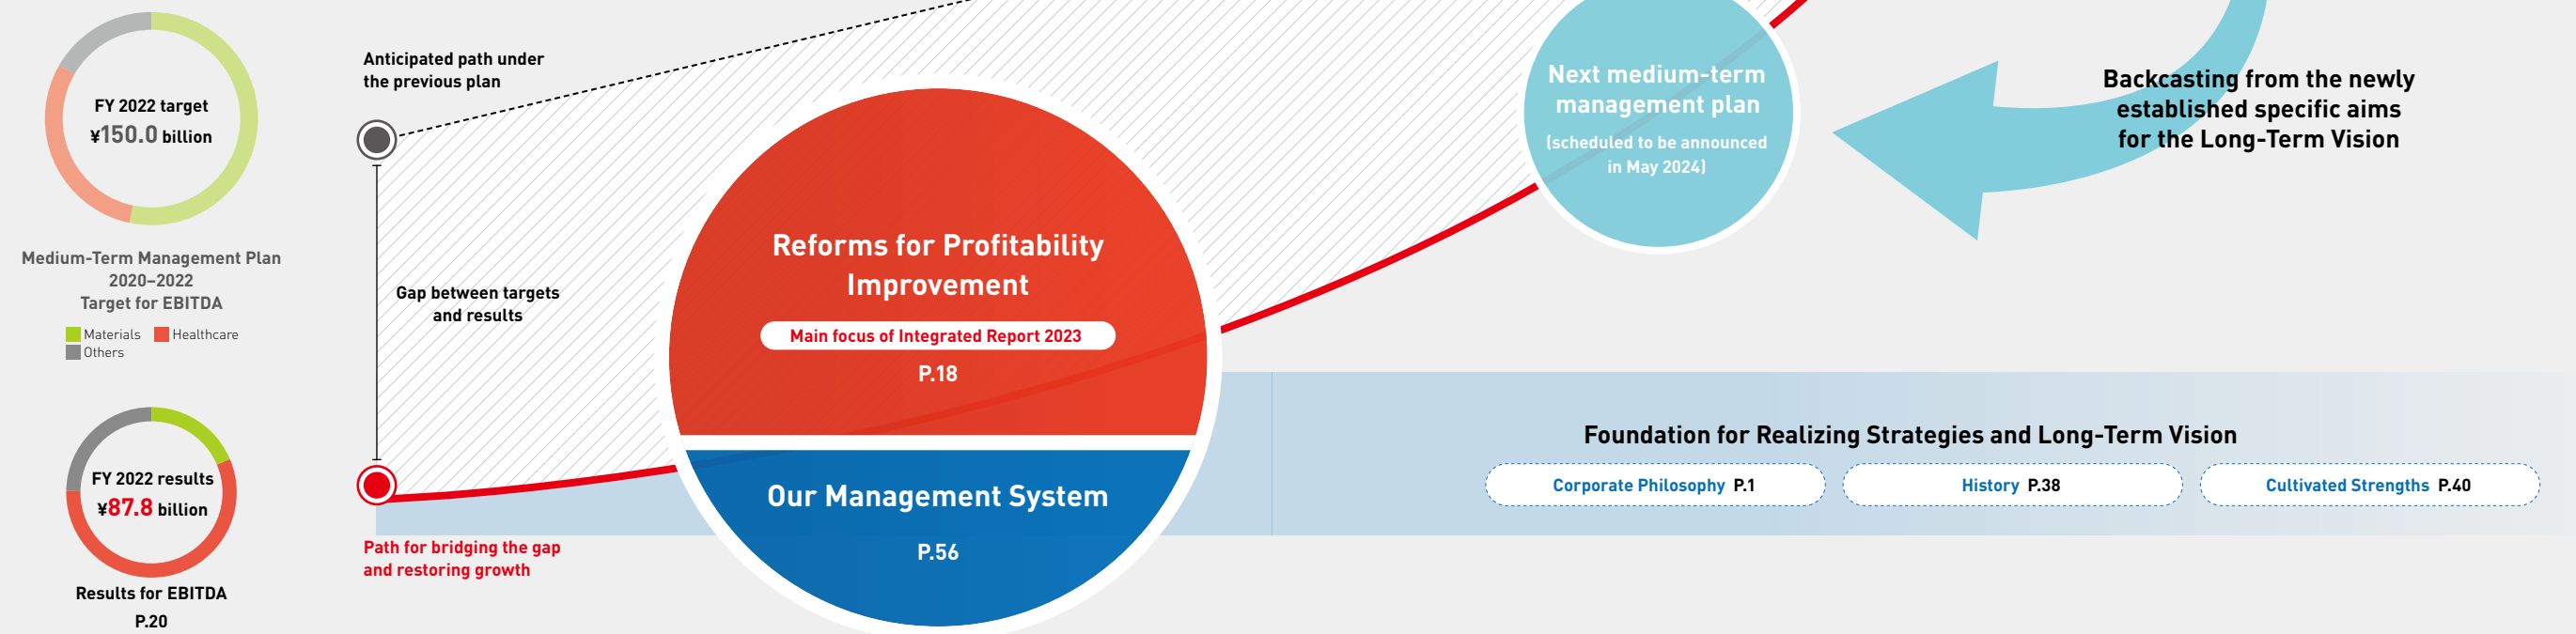 FY 2022 target
¥150.0 billion
Medium-Term Management Plan
2020–2022
Target for EBITDA
Materials Healthcare
Others
FY 2022 results
¥87.8 billion
Results for EBITDA
P.20
Anticipated path under
the previous plan
Gap between targets
and results
Path for bridging the gap
and restoring growth
Reforms for Profitability
Improvement
Main focus of Integrated Report 2023
P.18
Our Management System
P.56
Next medium-term
management plan
(scheduled to be announced
in May 2024)
Backcasting from the newly
established specific aims
for the Long-Term Vision
Foundation for Realizing Strategies and Long-Term Vision
Corporate Philosophy P.1
History P.38
Cultivated Strengths P.40